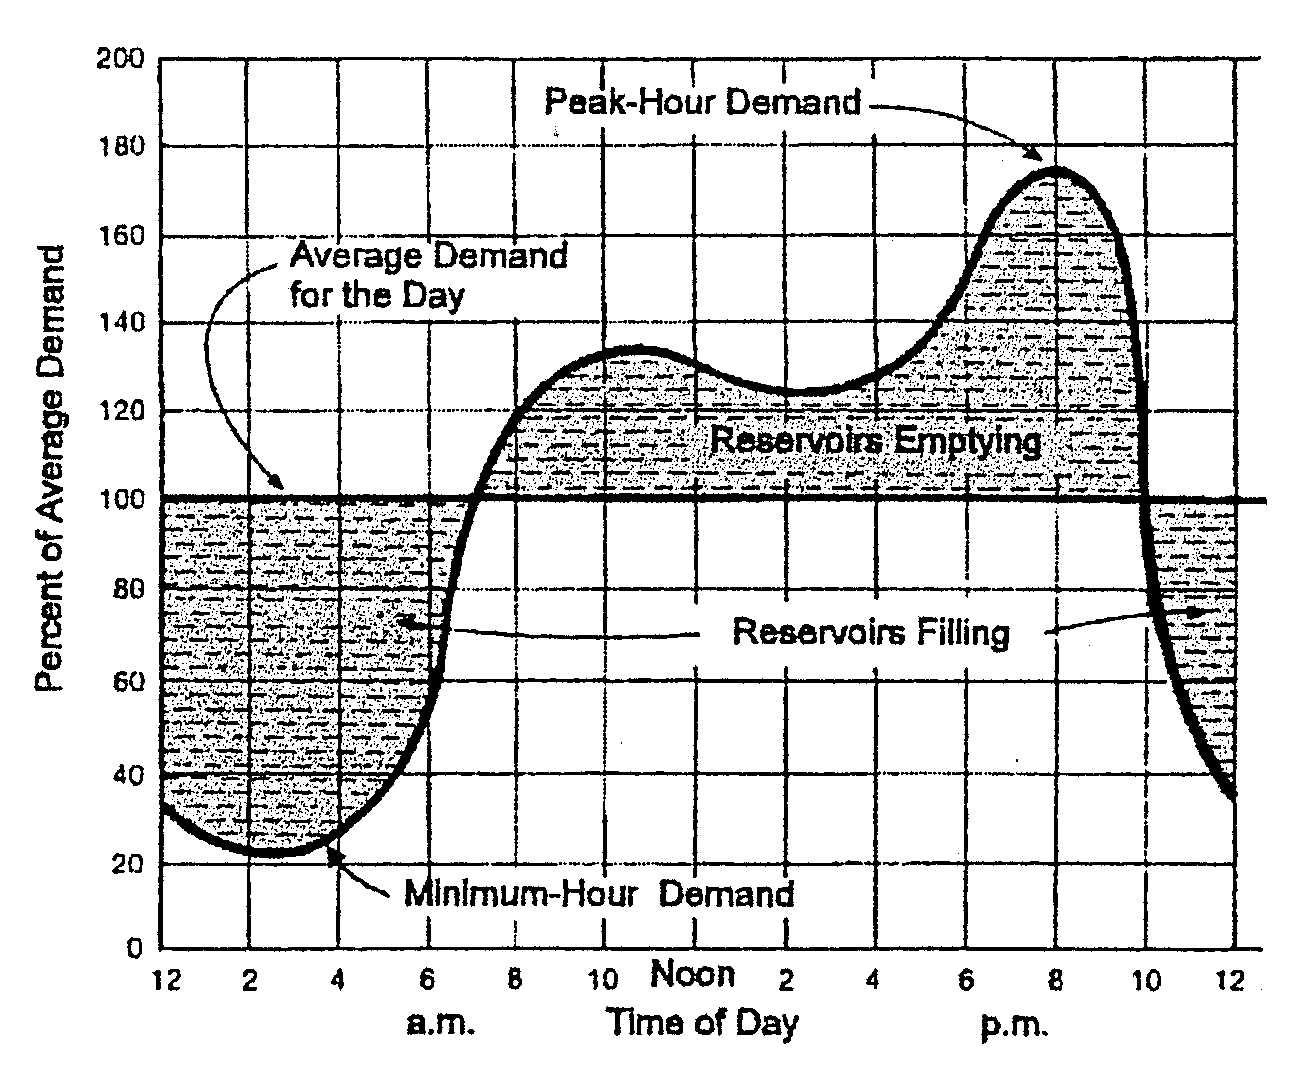 200
180
160
140
120
100
80
60
40
20
0
Percent of Average Demand
Peak-Hour Demand
Average Demand
for the Day
Reservoirs Emptying
Reservoirs Filling
Minimum-Hour Demand
12 2 4 6 8 10 Noon 2 4 6 8 10 12
a.m. Time of Day p.m.